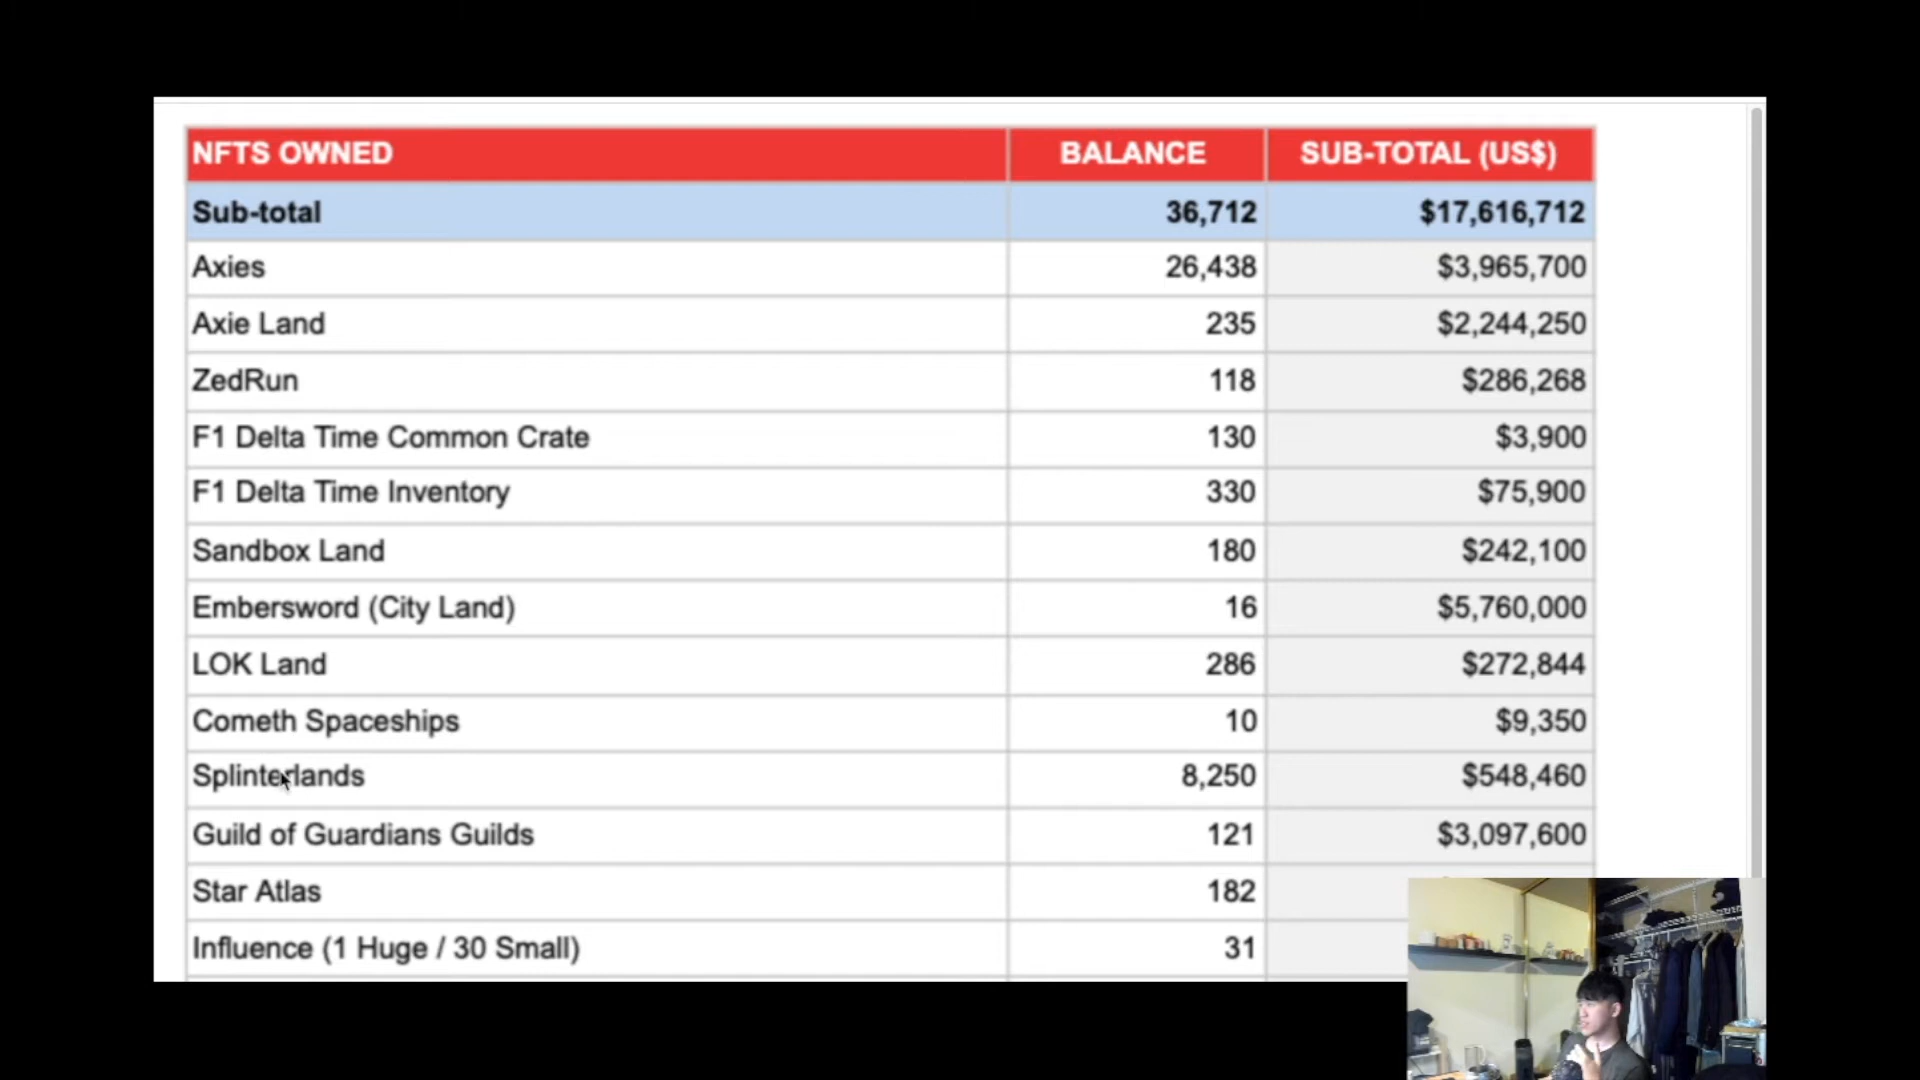 NFTS OWNED BALANCE SUB-TOTAL (US$)
Sub-total 36,712 $17,616,712
Axies 26,438 $3,965,700
Axie Land 235 $2,244,250
ZedRun 118 $286,268
F1 Delta Time Common Crate 130 $3,900
F1 Delta Time Inventory 330 $75,900
Sandbox Land 180 $242,100
Embersword (City Land) 16 $5,760,000
LOK Land 286 $272,844
Cometh Spaceships 10 $9,350
Splinterlands 8,250 $548,460
Guild of Guardians Guilds 121 $3,097,600
Star Atlas 182
Influence (1 Huge / 30 Small) 31